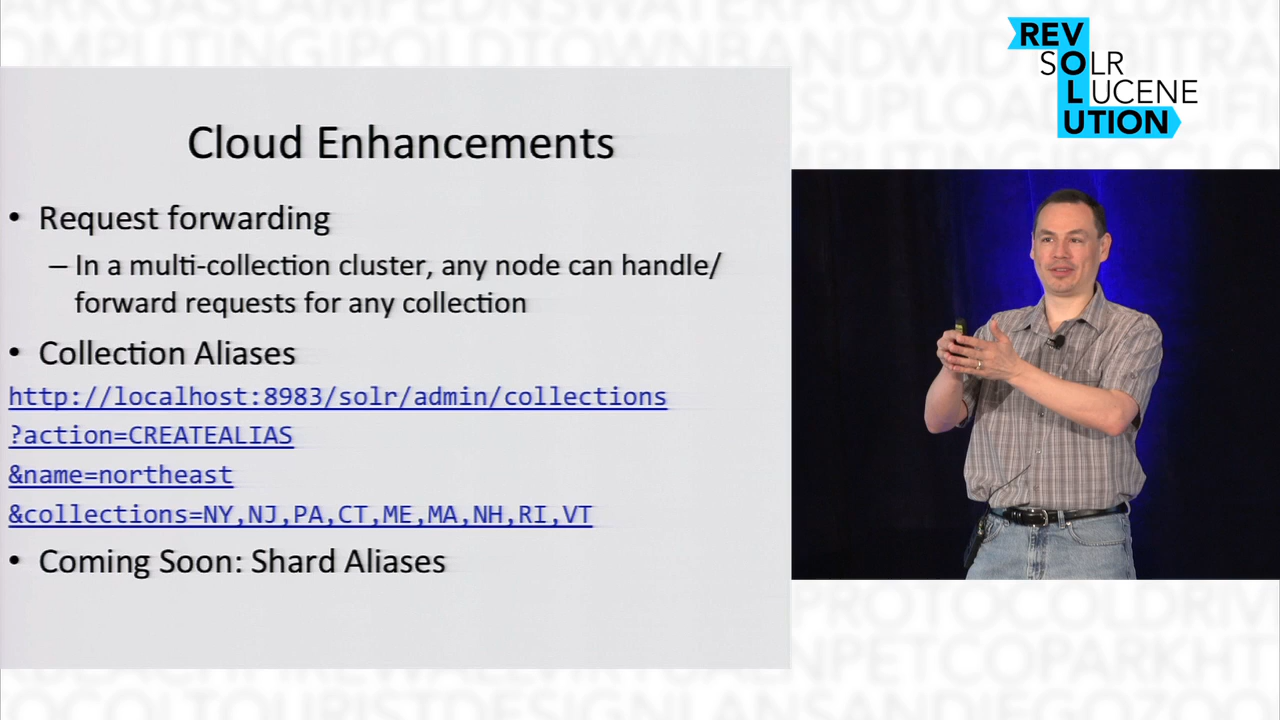 REV
SOLR
LUCENE
UTION
Cloud Enhancements
• Request forwarding
– In a multi-collection cluster, any node can handle/
forward requests for any collection
• Collection Aliases
http://localhost:8983/solr/admin/collections
?action=CREATEALIAS
&name=northeast
&collections=NY,NJ,PA,CT,ME,MA,NH,RI,VT
• Coming Soon: Shard Aliases